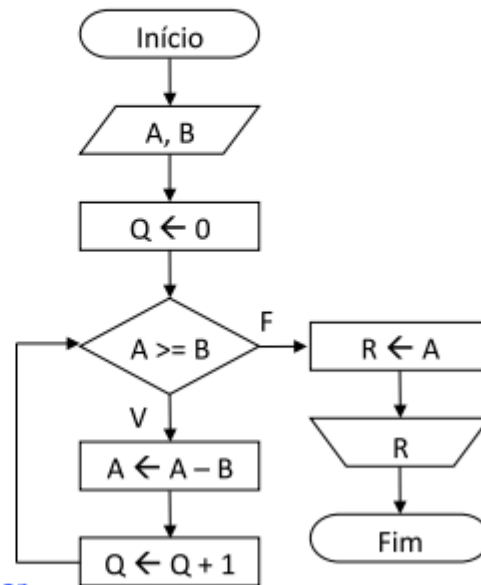 Início
A, B
Q ← 0
A >= B
F
V
A ← A – B
Q ← Q + 1
R ← A
R
Fim